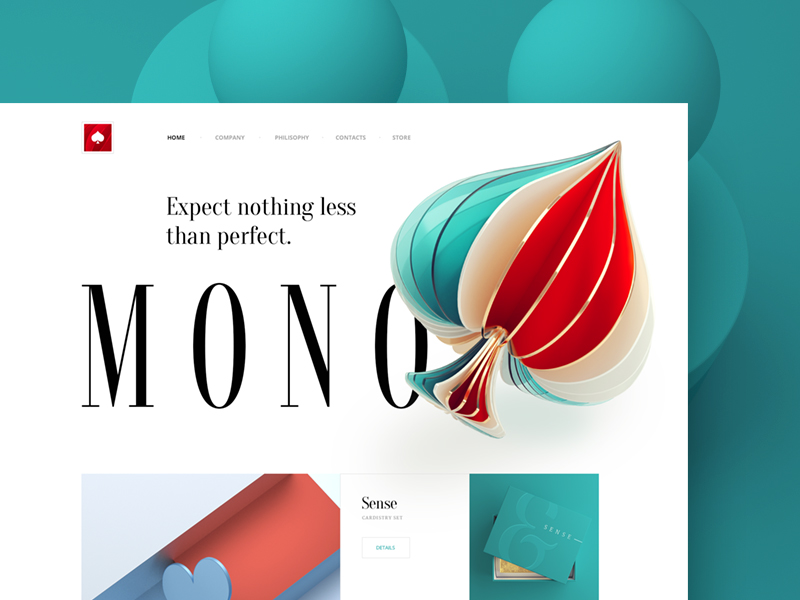 HOME COMPANY PHILISOPHY CONTACTS STORE
Expect nothing less
than perfect.
MONO
Sense
CARDISTRY SET
DETAILS
SENSE